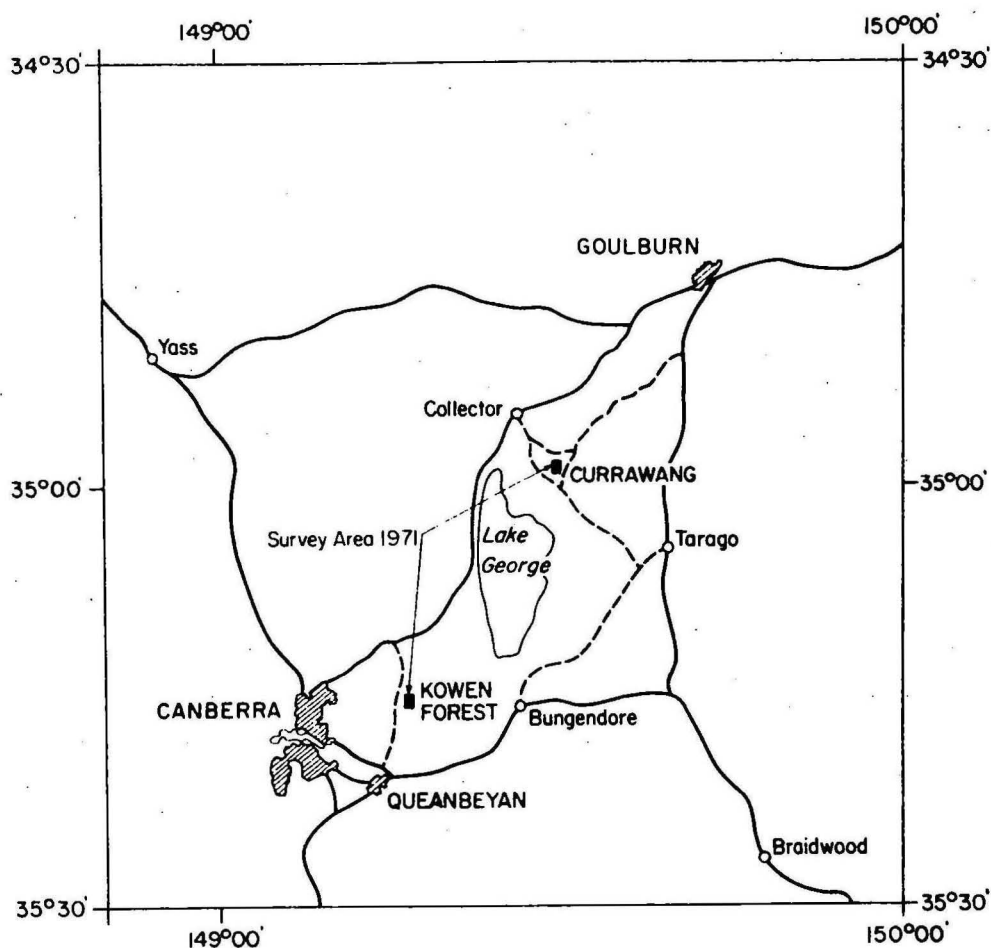 149°00'
150°00'
34°30'
34°30'
GOULBURN
Yass
Collector
CURRAWANG
35°00'
35°00'
Survey Area 1971
Lake
George
Tarago
KOWEN
FOREST
CANBERRA
Bungendore
QUEANBEYAN
Braidwood
35°30'
35°30'
149°00'
150°00'